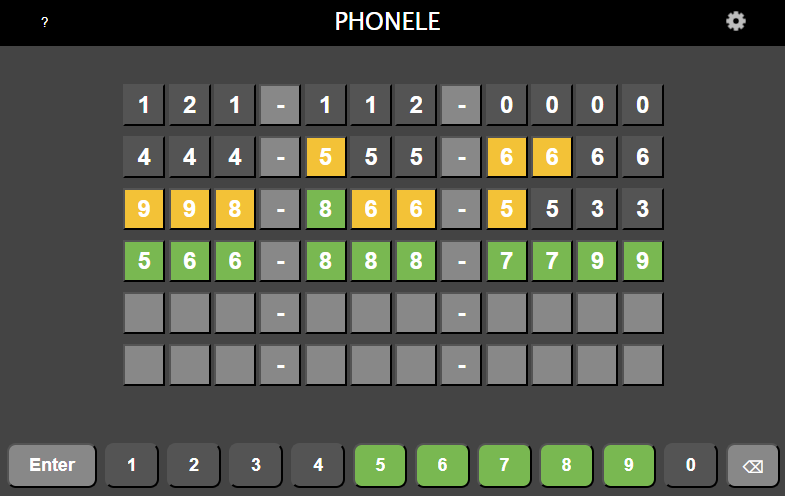 ? PHONELE
1 2 1 - 1 1 2 - 0 0 0 0
4 4 4 - 5 5 5 - 6 6 6 6
9 9 8 - 8 6 6 - 5 5 3 3
5 6 6 - 8 8 8 - 7 7 9 9
- -
- -
Enter 1 2 3 4 5 6 7 8 9 0 ⌫